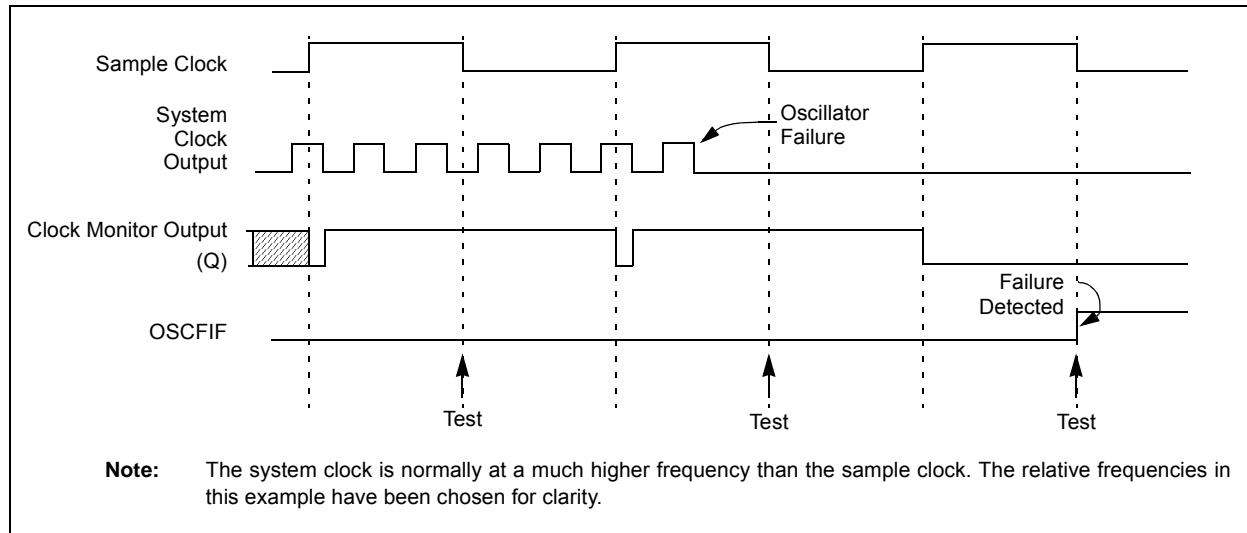 Sample Clock
System
Clock
Output
Oscillator
Failure
Clock Monitor Output
(Q)
Failure
Detected
OSCFIF
Test
Test
Test
Note: The system clock is normally at a much higher frequency than the sample clock. The relative frequencies in
this example have been chosen for clarity.